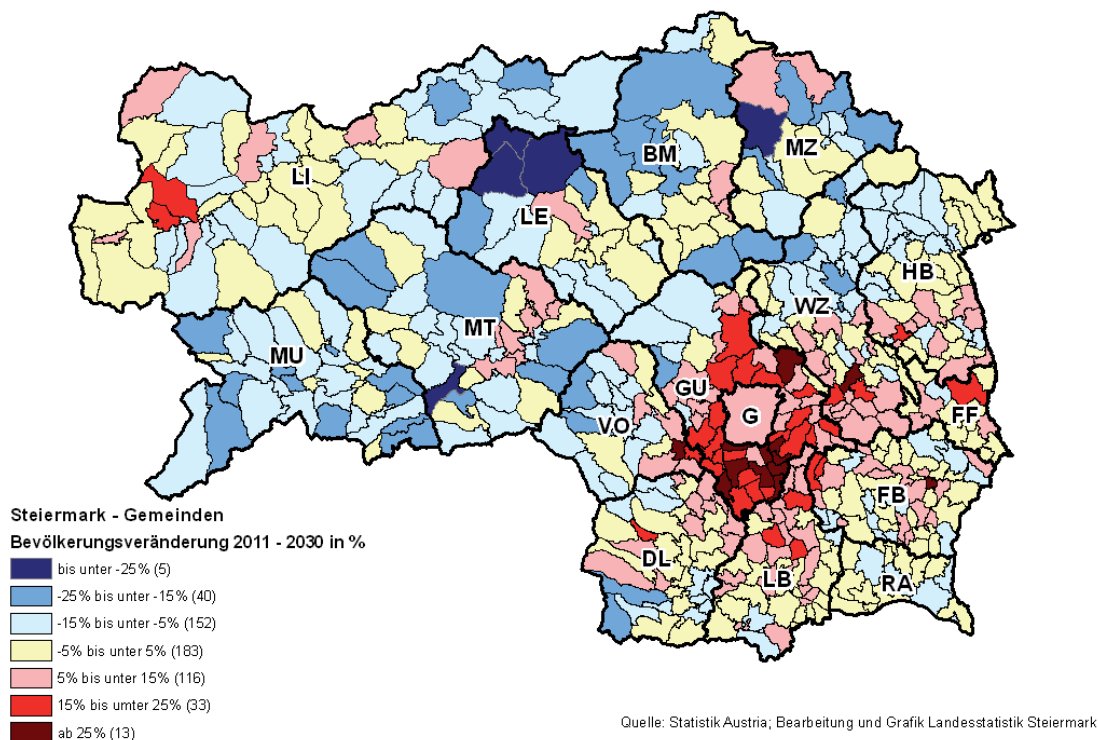 BM
MZ
LI
LE
HB
WZ
MT
MU
GU
G
FF
VO
FB
DL
LB
RA
Steiermark - Gemeinden
Bevölkerungsveränderung 2011 - 2030 in %
bis unter -25% (5)
-25% bis unter -15% (40)
-15% bis unter -5% (152)
-5% bis unter 5% (183)
5% bis unter 15% (116)
15% bis umter 25% (33)
ab 25% (13)
Quelle: Statistik Austria; Bearbeitung und Grafik Landesstatistik Steiermark